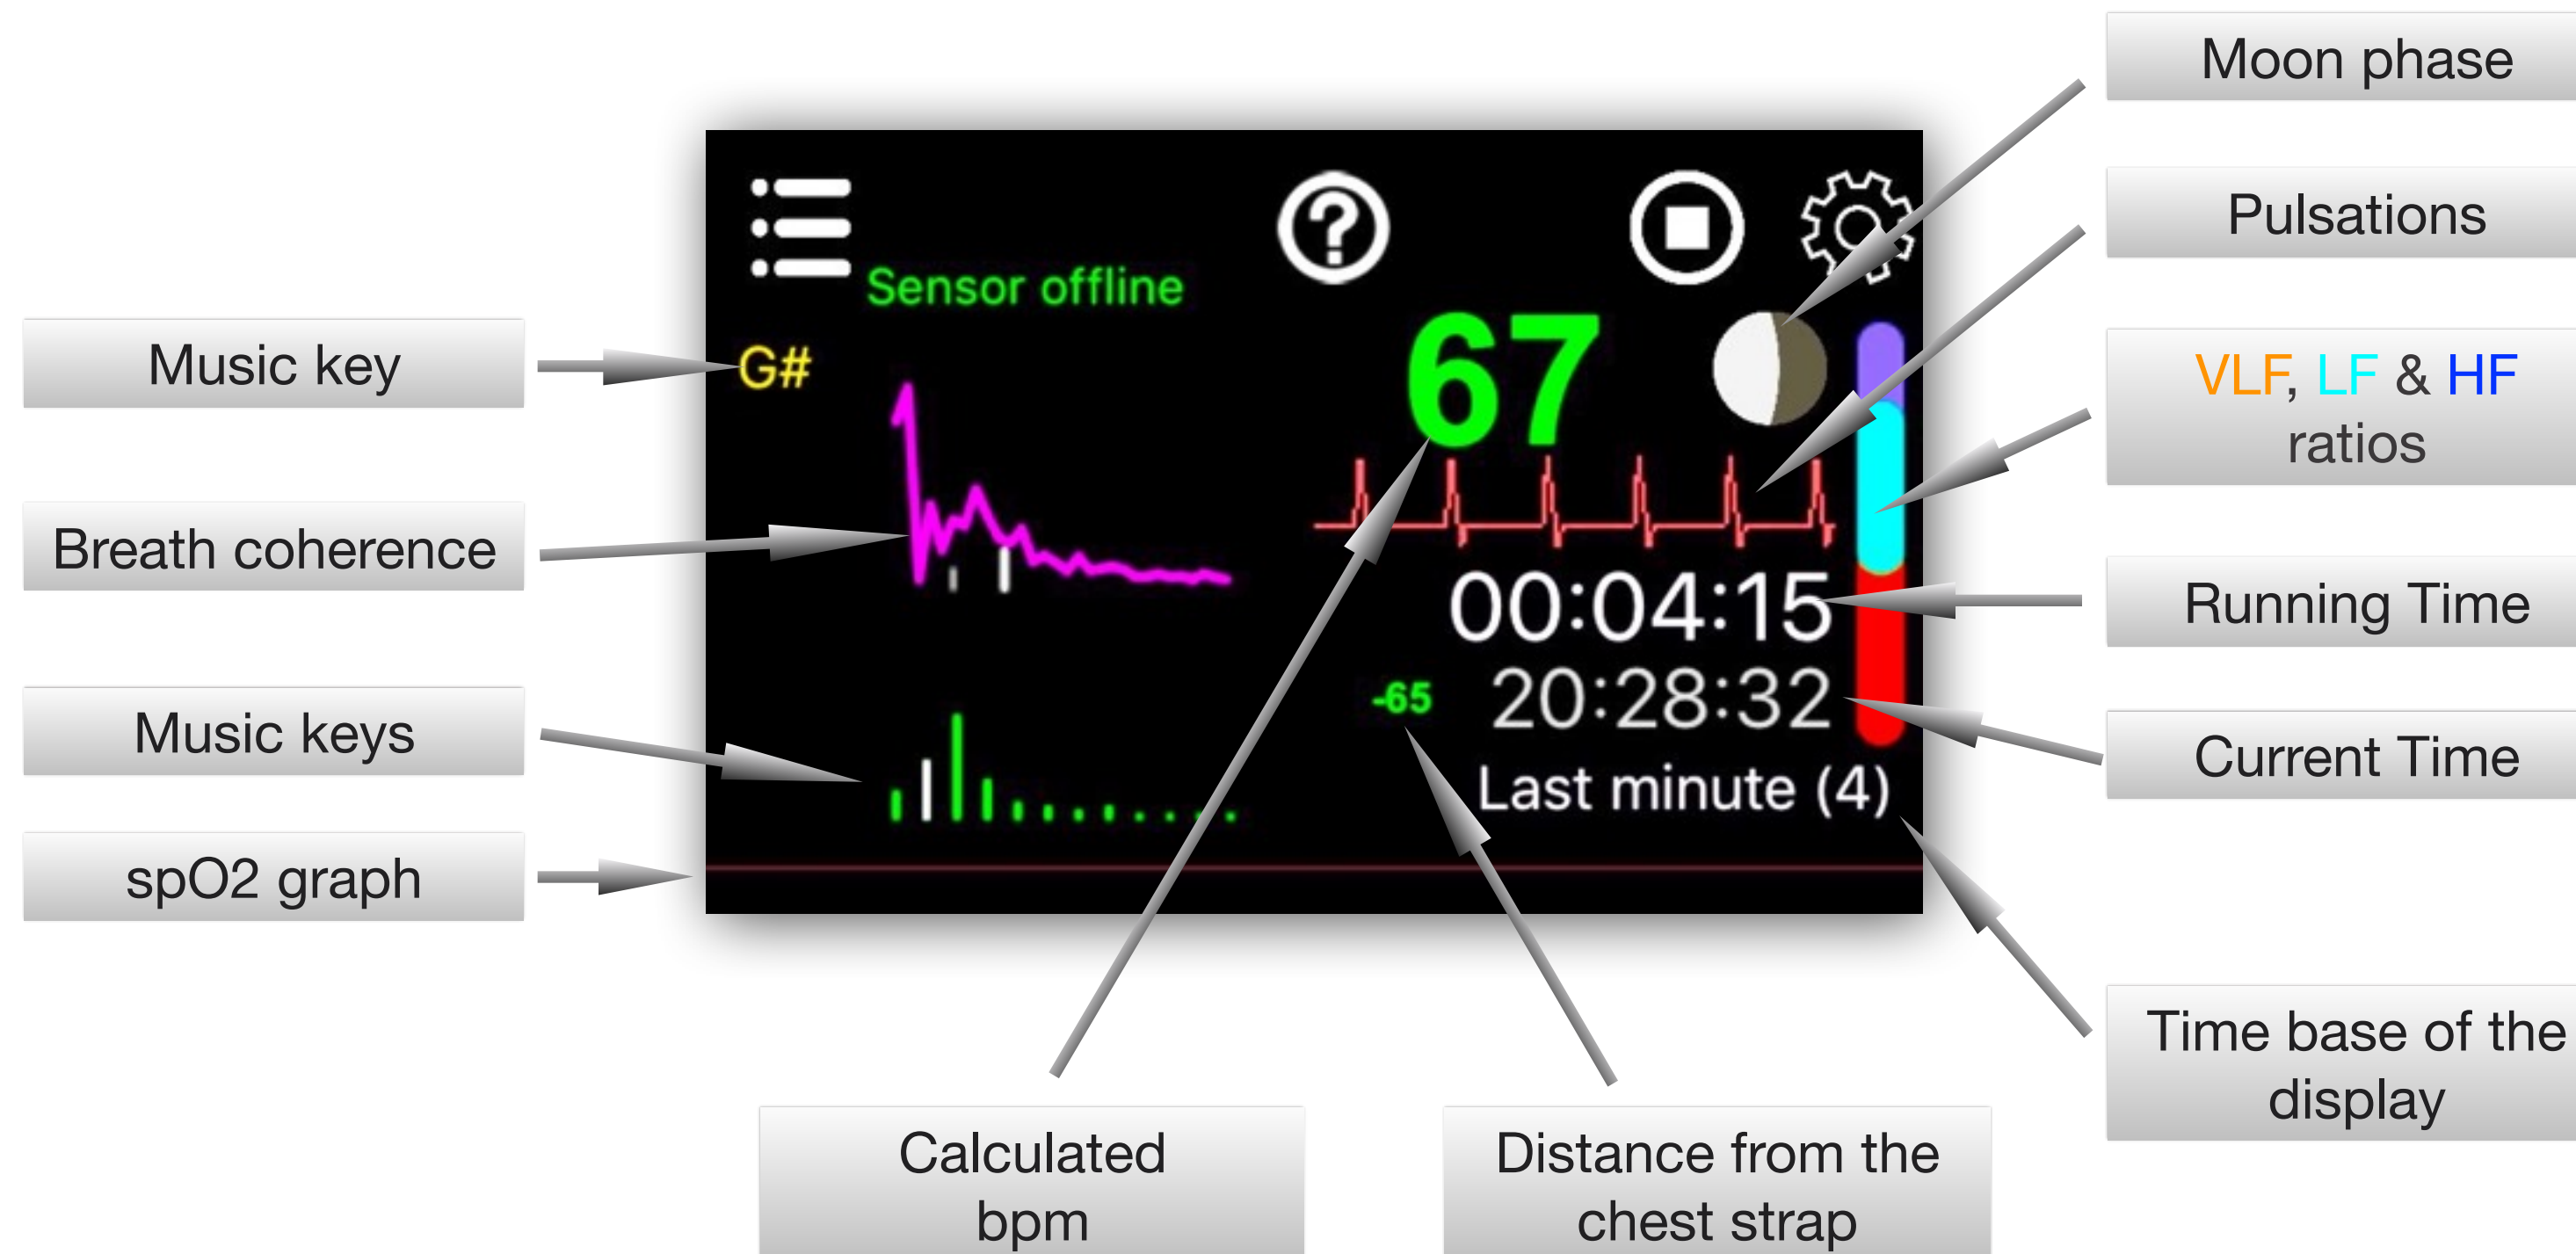 Moon phase
Pulsations
VLF, LF & HF
ratios
Running Time
Current Time
Time base of the
display
Music key
Breath coherence
Music keys
spO2 graph
Sensor offline
G#
67
00:04:15
-65
20:28:32
Last minute (4)
Calculated
bpm
Distance from the
chest strap